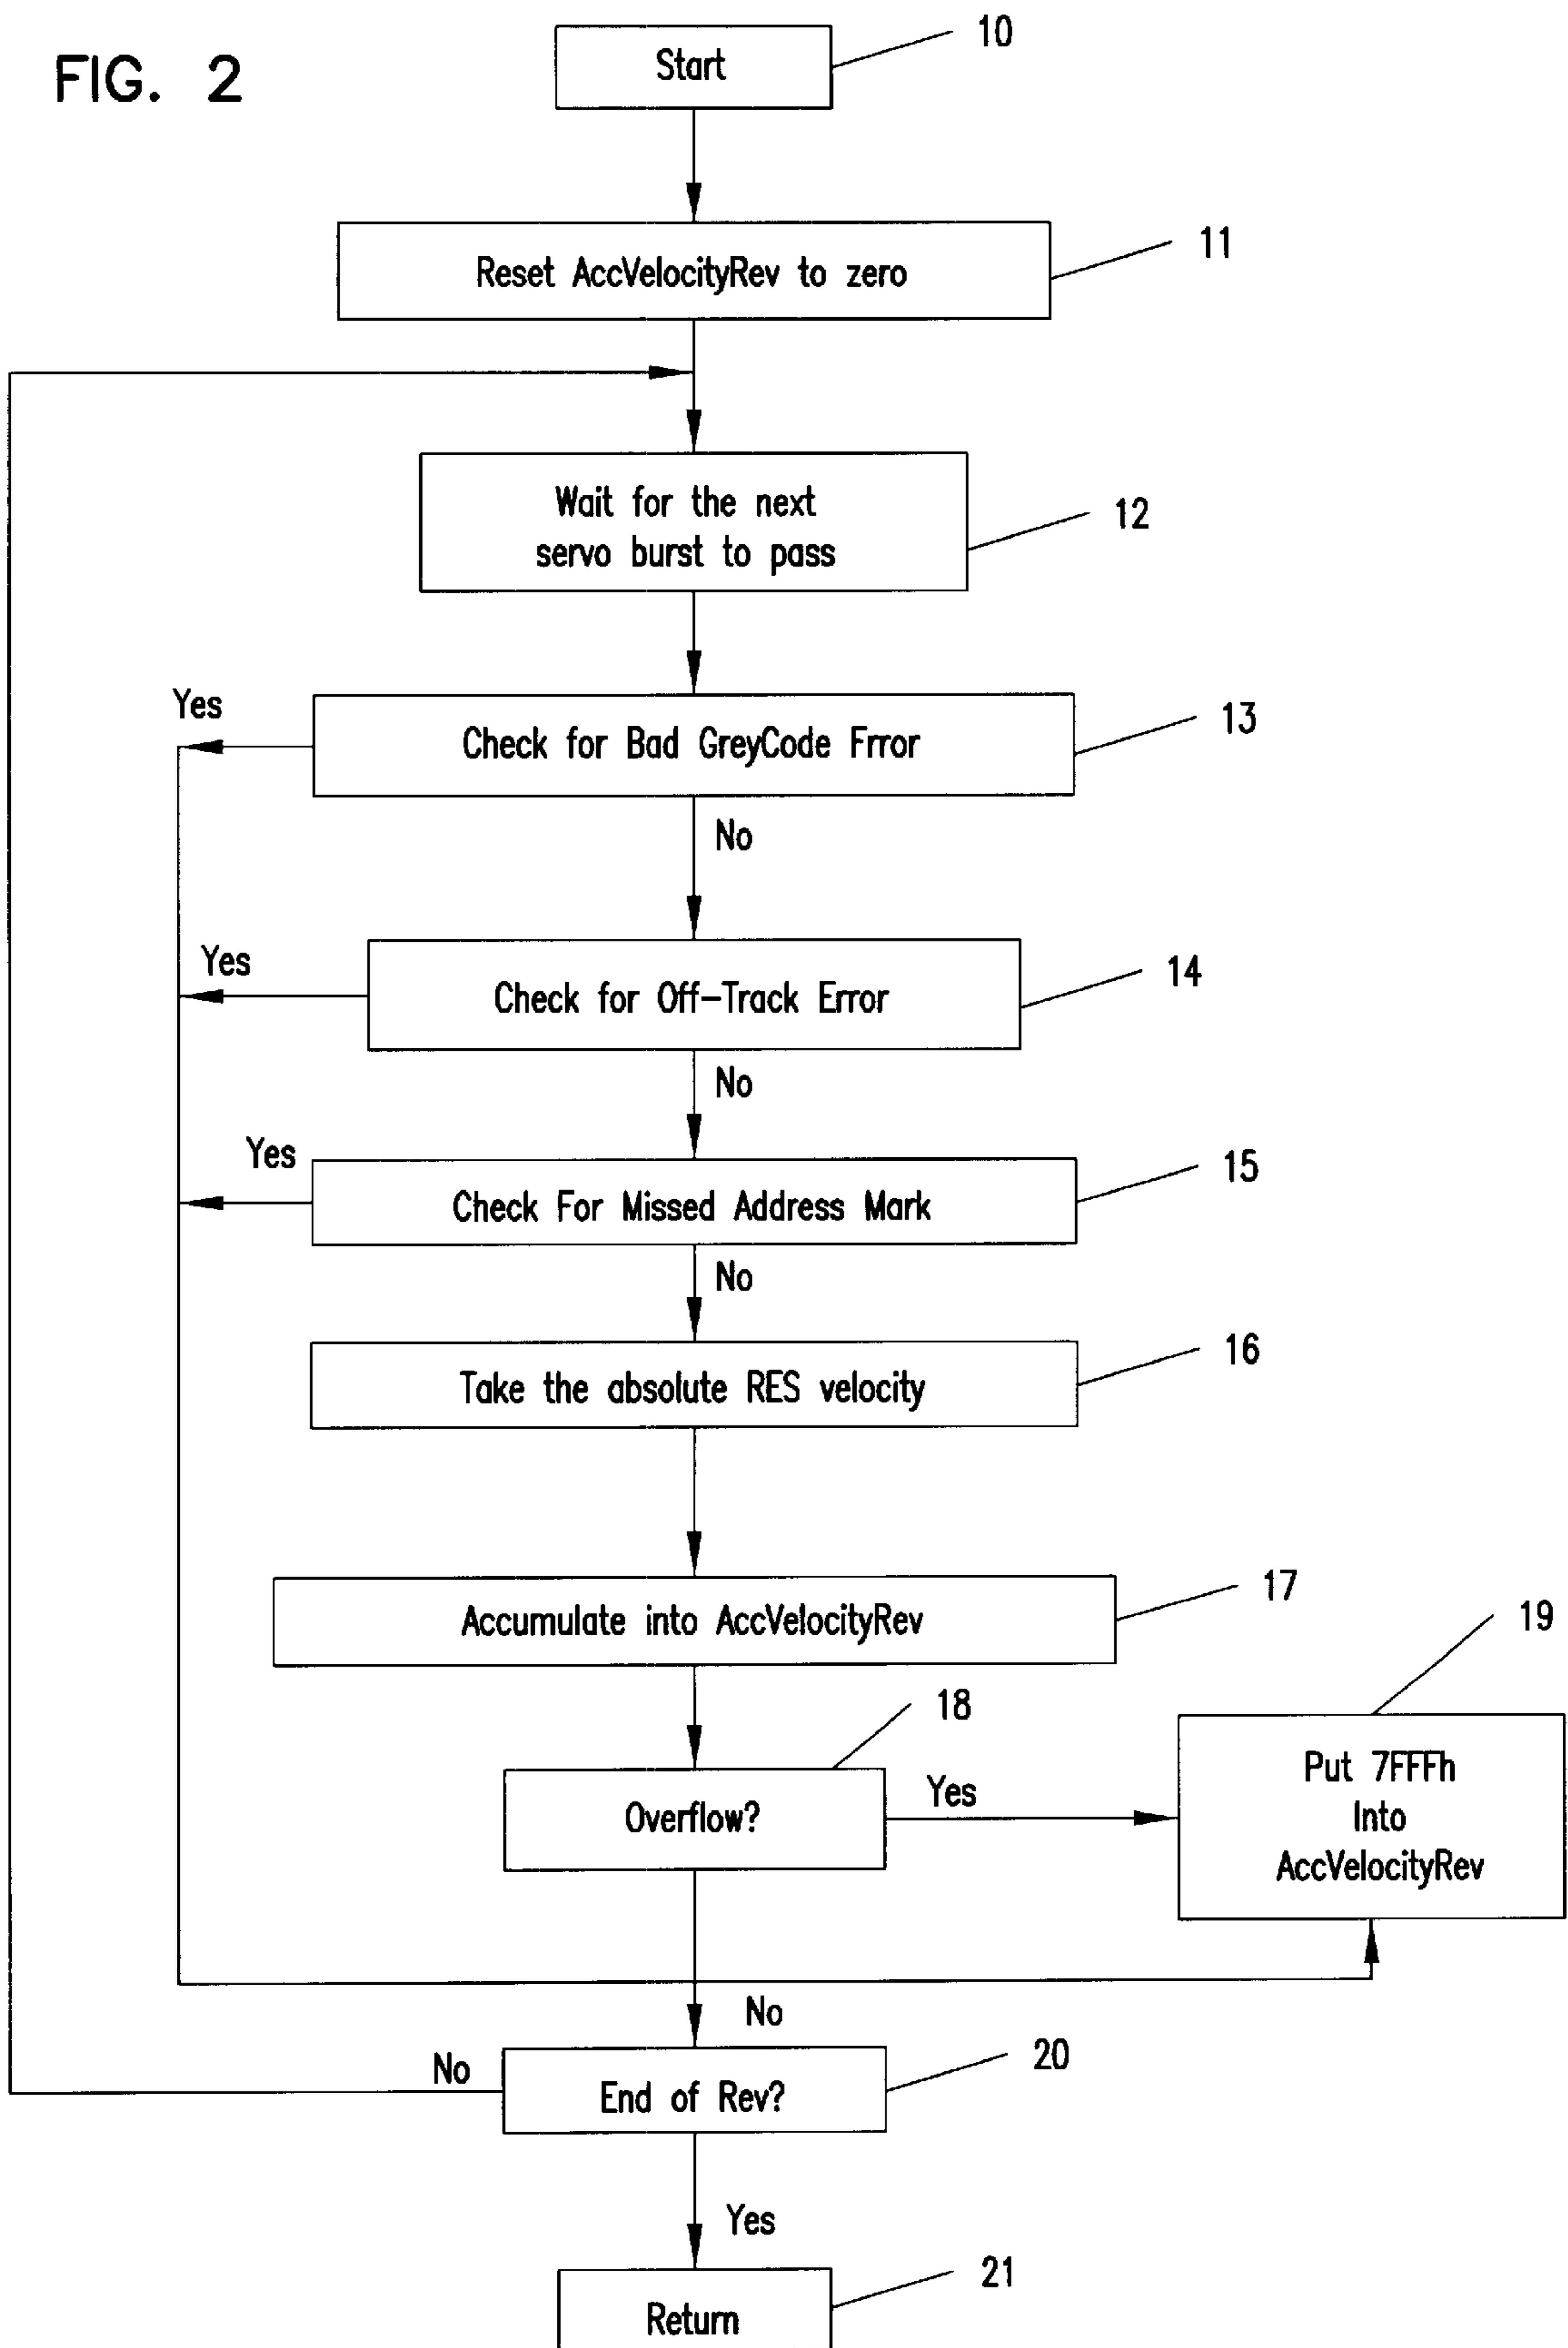 FIG. 2
Start
10
Reset AccVelocityRev to zero
11
Wait for the next
servo burst to pass
12
Yes
Check for Bad GreyCode Frror
13
No
Yes
Check for Off-Track Error
14
No
Yes
Check For Missed Address Mark
15
No
Take the absolute RES velocity
16
Accumulate into AccVelocityRev
17
18
19
Overflow?
Yes
Put 7FFFh
Into
AccVelocityRev
No
No
End of Rev?
20
Yes
Return
21